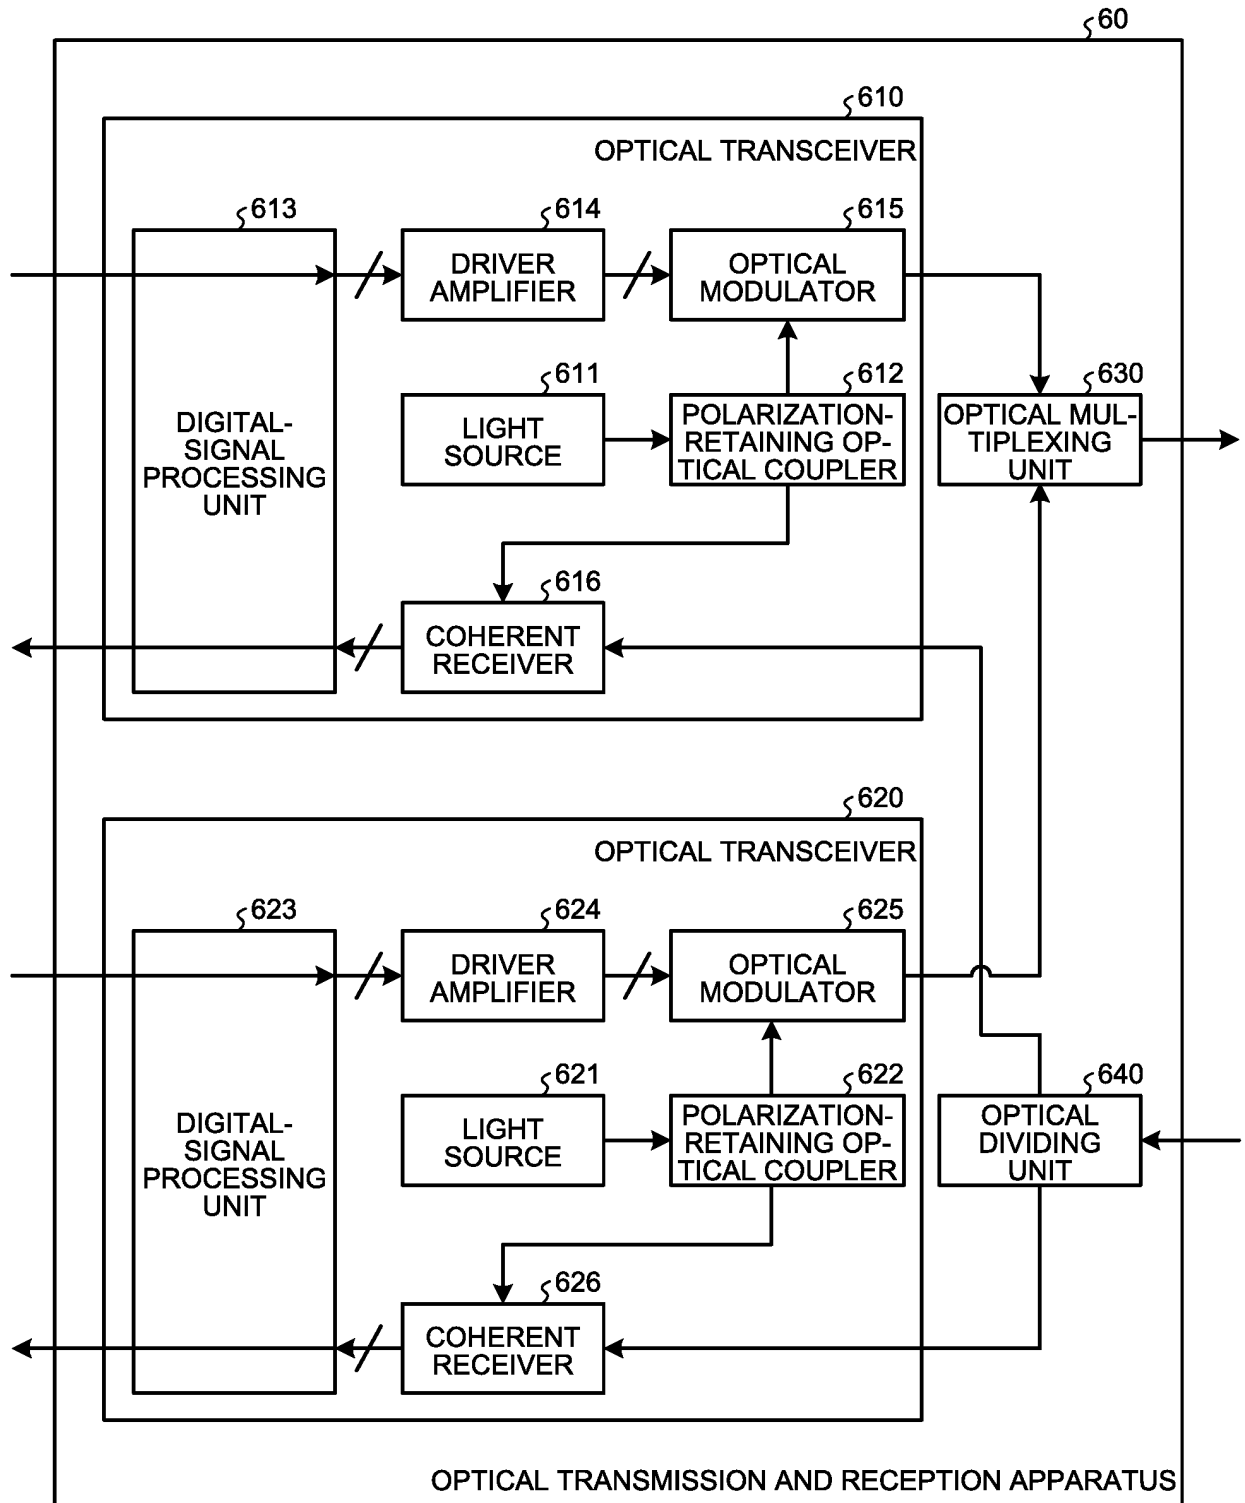 60
610
OPTICAL TRANSCEIVER
613
614
615
DRIVER
AMPLIFIER
OPTICAL
MODULATOR
611
612
630
DIGITAL-
SIGNAL
PROCESSING
UNIT
LIGHT
SOURCE
POLARIZATION-
RETAINING OP-
TICAL COUPLER
OPTICAL MUL-
TIPLEXING
UNIT
616
COHERENT
RECEIVER
620
OPTICAL TRANSCEIVER
623
624
625
DRIVER
AMPLIFIER
OPTICAL
MODULATOR
621
622
640
DIGITAL-
SIGNAL
PROCESSING
UNIT
LIGHT
SOURCE
POLARIZATION-
RETAINING OP-
TICAL COUPLER
OPTICAL
DIVIDING
UNIT
626
COHERENT
RECEIVER
OPTICAL TRANSMISSION AND RECEPTION APPARATUS